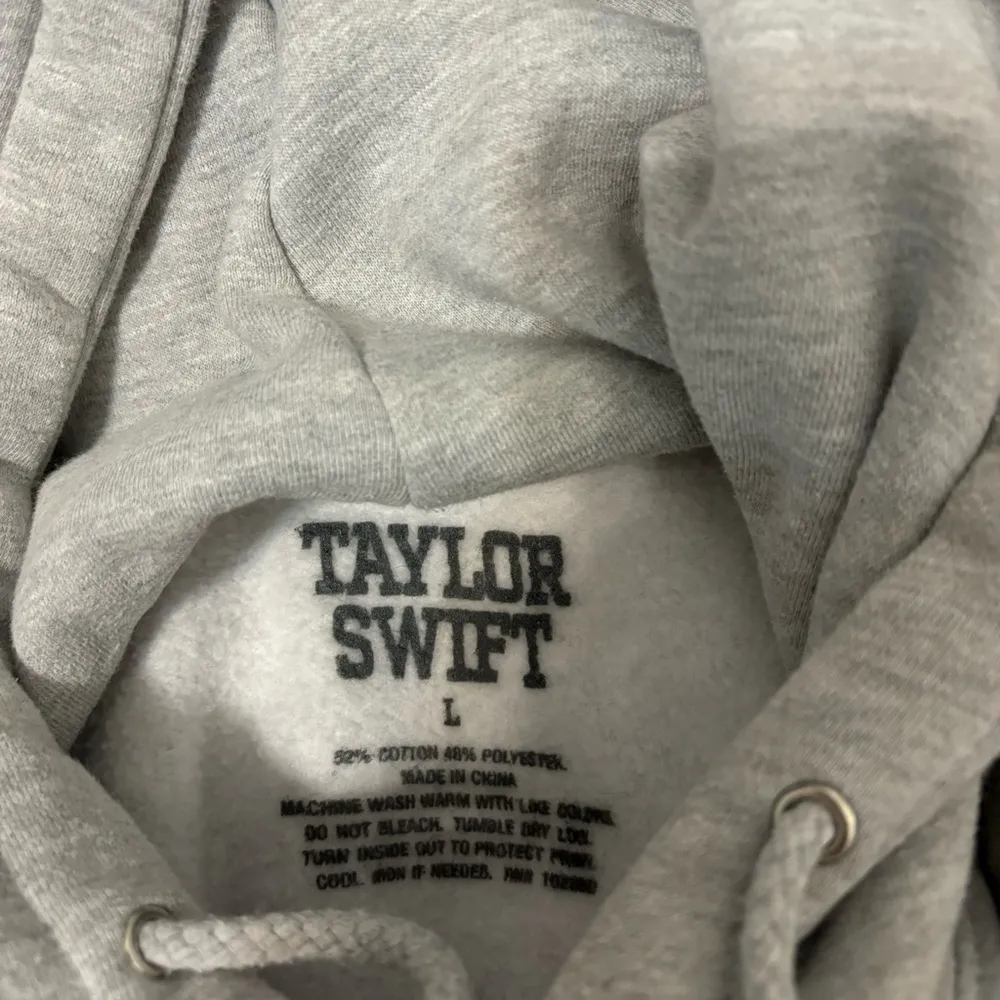 TAYLOR
SWIFT
L
52% COTTON 48% POLYESTER.
MADE IN CHINA
MACHINE WASH WARM WITH LIKE COLORS.
DO NOT BLEACH. TUMBLE DRY LOW.
TURN INSIDE OUT TO PROTECT PRINT.
COOL IRON IF NEEDED. RN#